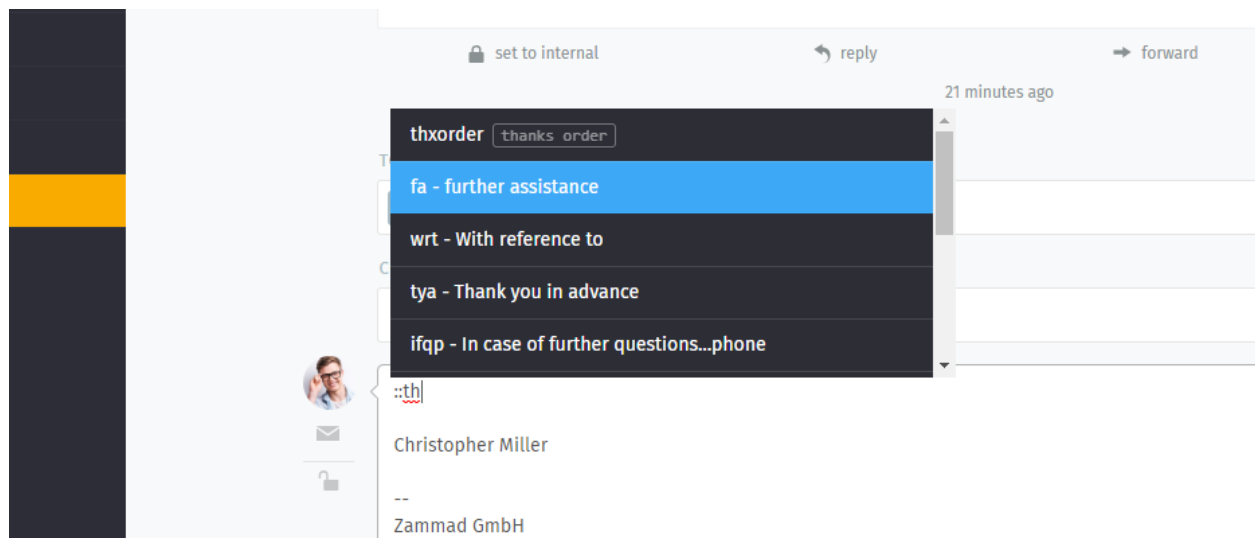 set to internal reply forward
21 minutes ago
thxorder thanks order
fa - further assistance
wrt - With reference to
tya - Thank you in advance
ifqp - In case of further questions...phone
::th
Christopher Miller
--
Zammad GmbH